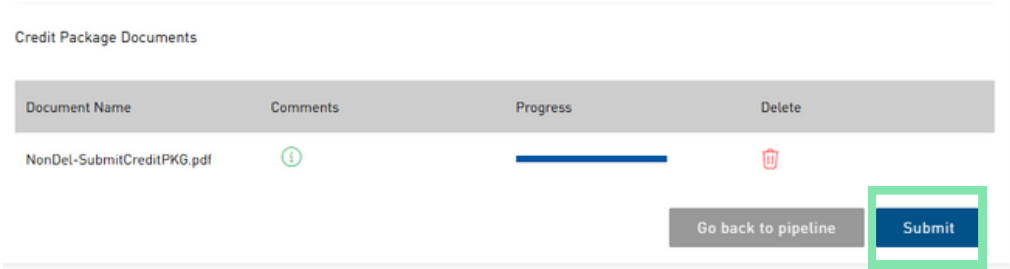 Credit Package Documents
Document Name Comments Progress Delete
NonDel-SubmitCreditPKG.pdf
Go back to pipeline Submit